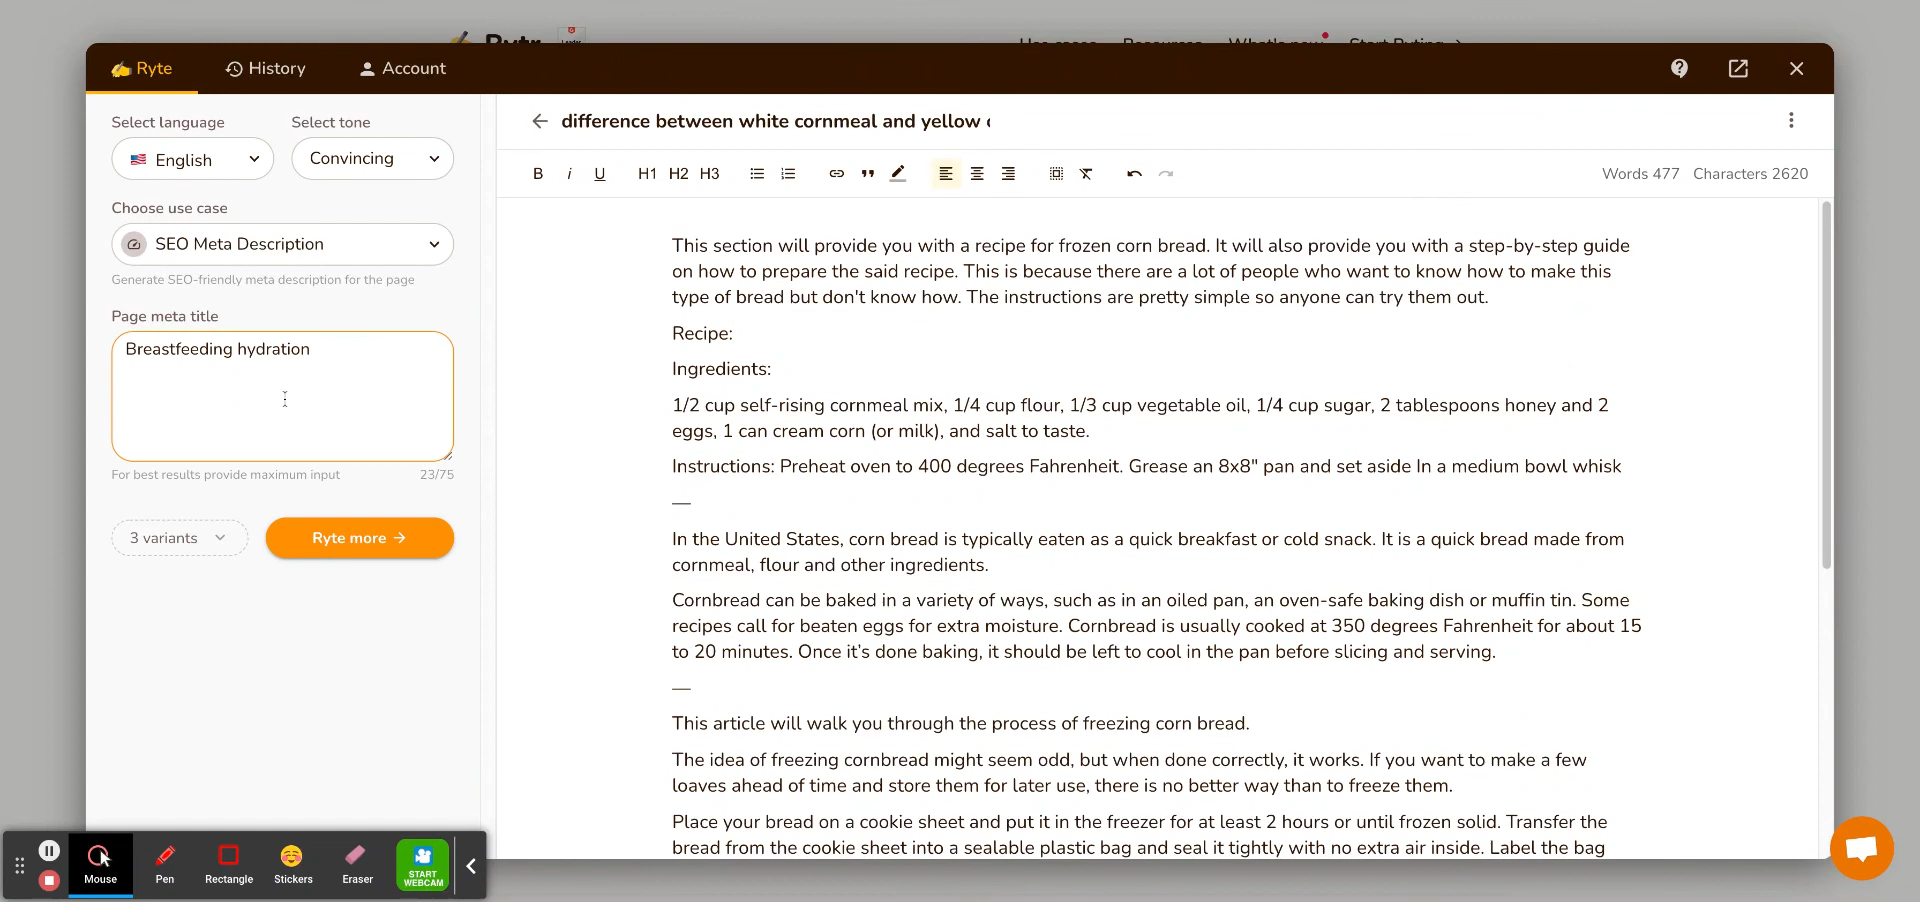 Rytr
Ryte
History
Account
Select language
Select tone
English
Convincing
Choose use case
SEO Meta Description
Generate SEO-friendly meta description for the page
Page meta title
Breastfeeding hydration
For best results provide maximum input 23/75
3 variants
Ryte more →
difference between white cornmeal and yellow
B i U H1 H2 H3
Words 477 Characters 2620
This section will provide you with a recipe for frozen corn bread. It will also provide you with a step-by-step guide
on how to prepare the said recipe. This is because there are a lot of people who want to know how to make this
type of bread but don't know how. The instructions are pretty simple so anyone can try them out.
Recipe:
Ingredients:
1/2 cup self-rising cornmeal mix, 1/4 cup flour, 1/3 cup vegetable oil, 1/4 cup sugar, 2 tablespoons honey and 2
eggs, 1 can cream corn (or milk), and salt to taste.
Instructions: Preheat oven to 400 degrees Fahrenheit. Grease an 8x8" pan and set aside In a medium bowl whisk
—
In the United States, corn bread is typically eaten as a quick breakfast or cold snack. It is a quick bread made from
cornmeal, flour and other ingredients.
Cornbread can be baked in a variety of ways, such as in an oiled pan, an oven-safe baking dish or muffin tin. Some
recipes call for beaten eggs for extra moisture. Cornbread is usually cooked at 350 degrees Fahrenheit for about 15
to 20 minutes. Once it's done baking, it should be left to cool in the pan before slicing and serving.
—
This article will walk you through the process of freezing corn bread.
The idea of freezing cornbread might seem odd, but when done correctly, it works. If you want to make a few
loaves ahead of time and store them for later use, there is no better way than to freeze them.
Place your bread on a cookie sheet and put it in the freezer for at least 2 hours or until frozen solid. Transfer the
bread from the cookie sheet into a sealable plastic bag and seal it tightly with no extra air inside. Label the bag
Mouse
Pen
Rectangle
Stickers
Eraser
START
WEBCAM